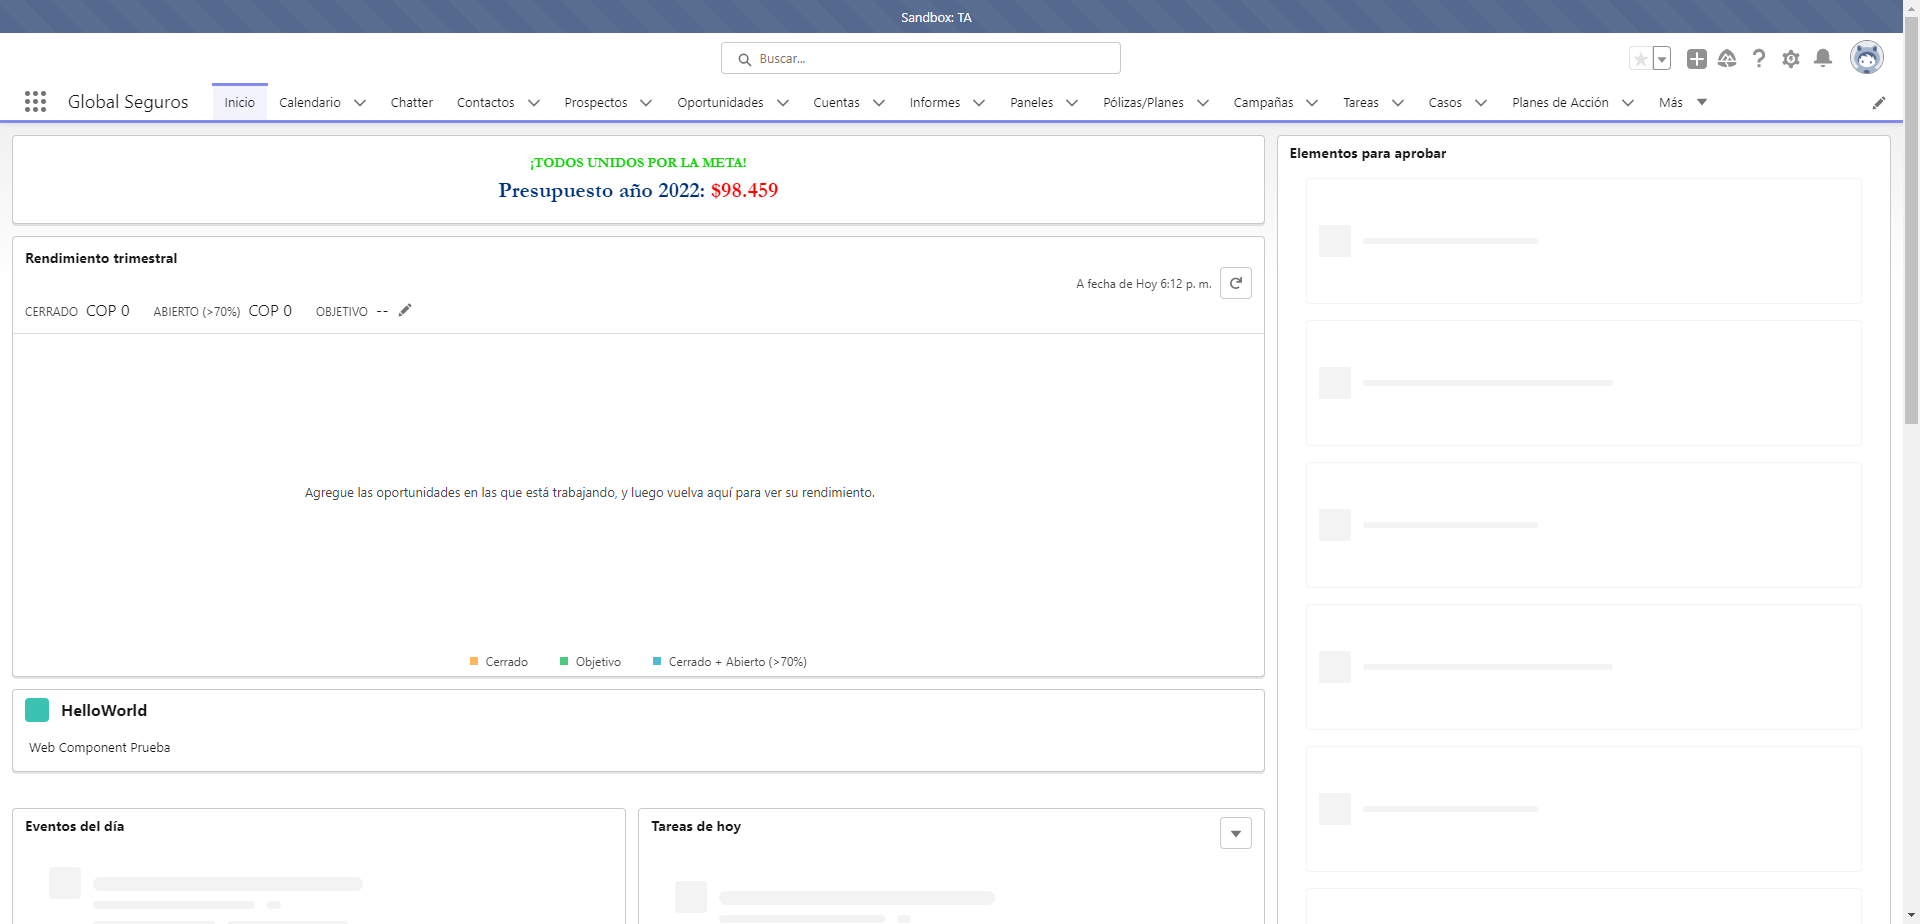 Sandbox: TA
Buscar...
Global Seguros
Inicio
Calendario
Chatter
Contactos
Prospectos
Oportunidades
Cuentas
Informes
Paneles
Pólizas/Planes
Campañas
Tareas
Casos
Planes de Acción
Más
¡TODOS UNIDOS POR LA META!
Presupuesto año 2022: $98.459
Rendimiento trimestral
A fecha de Hoy 6:12 p. m.
CERRADO COP 0 ABIERTO (>70%) COP 0 OBJETIVO --
Agregue las oportunidades en las que está trabajando, y luego vuelva aquí para ver su rendimiento.
Cerrado Objetivo Cerrado + Abierto (>70%)
HelloWorld
Web Component Prueba
Eventos del día
Tareas de hoy
Elementos para aprobar